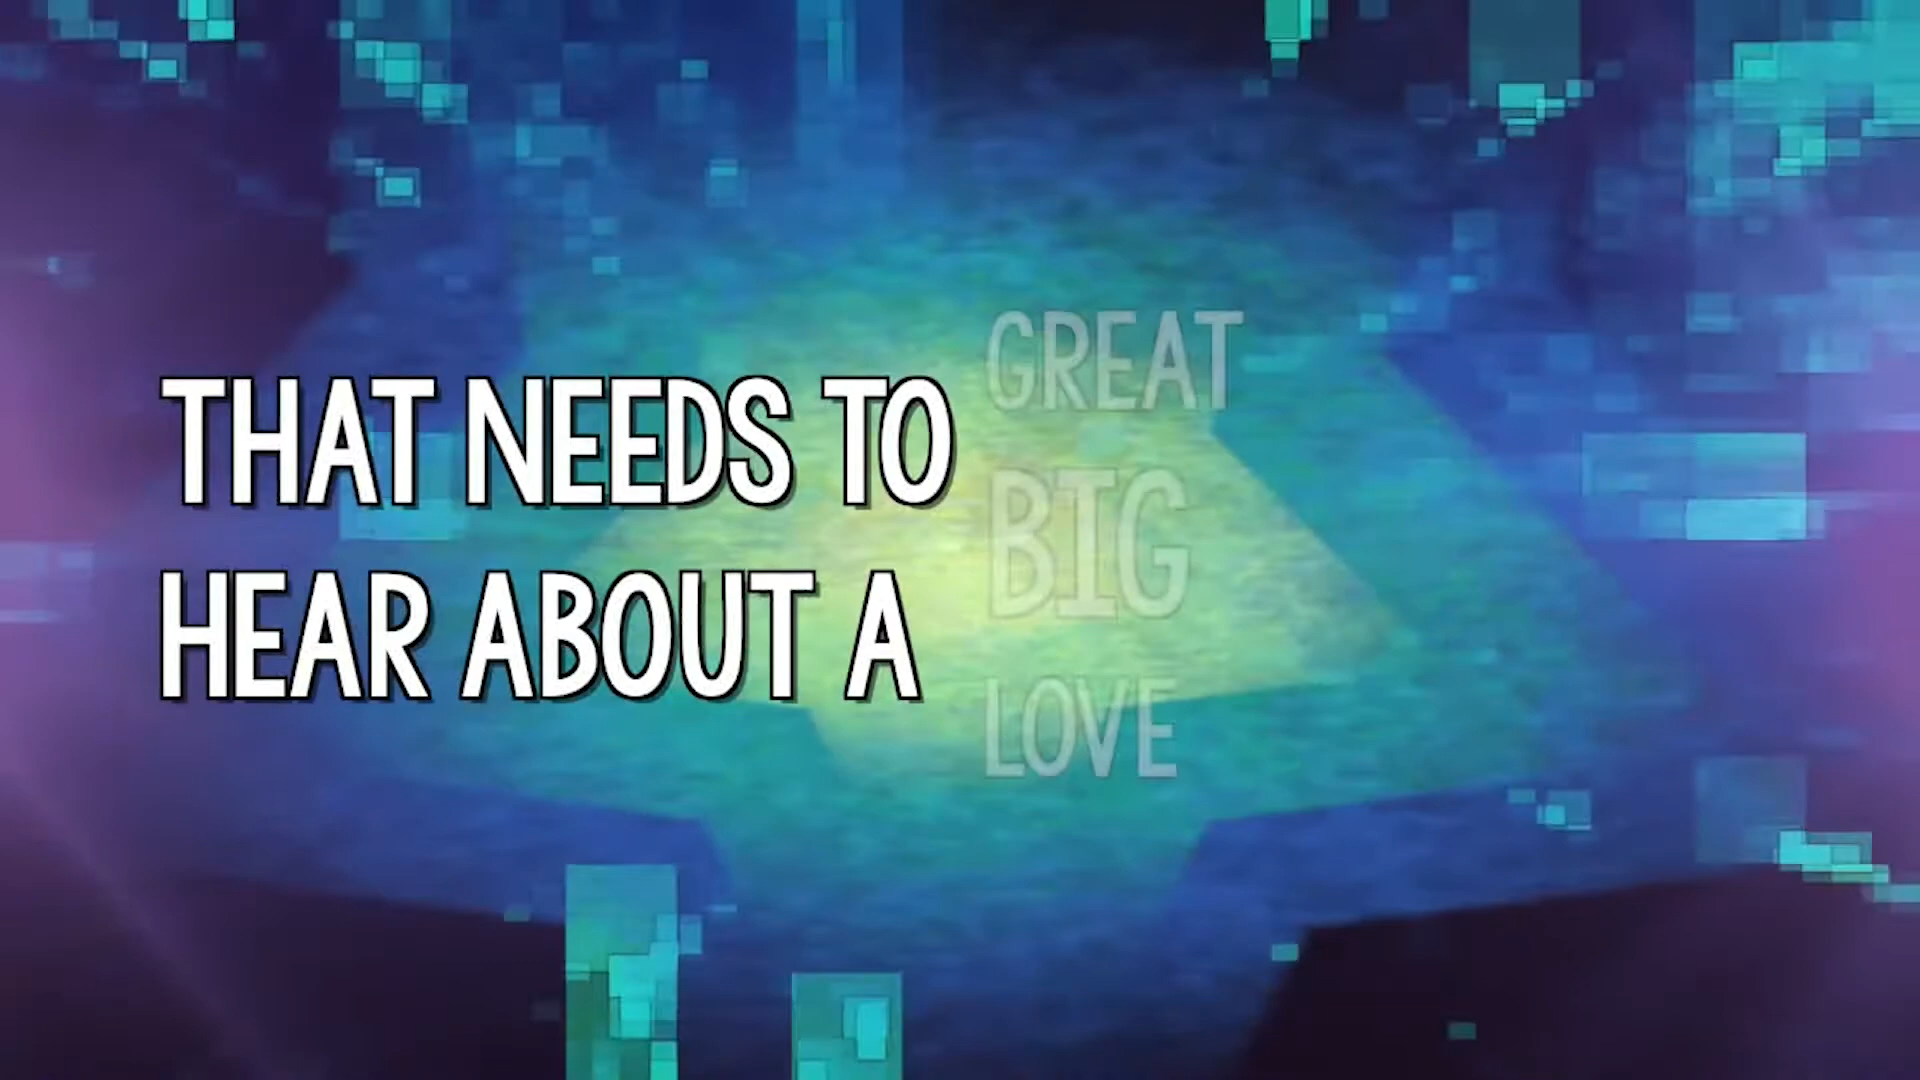 THAT NEEDS TO
HEAR ABOUT A
GREAT
BIG
LOVE